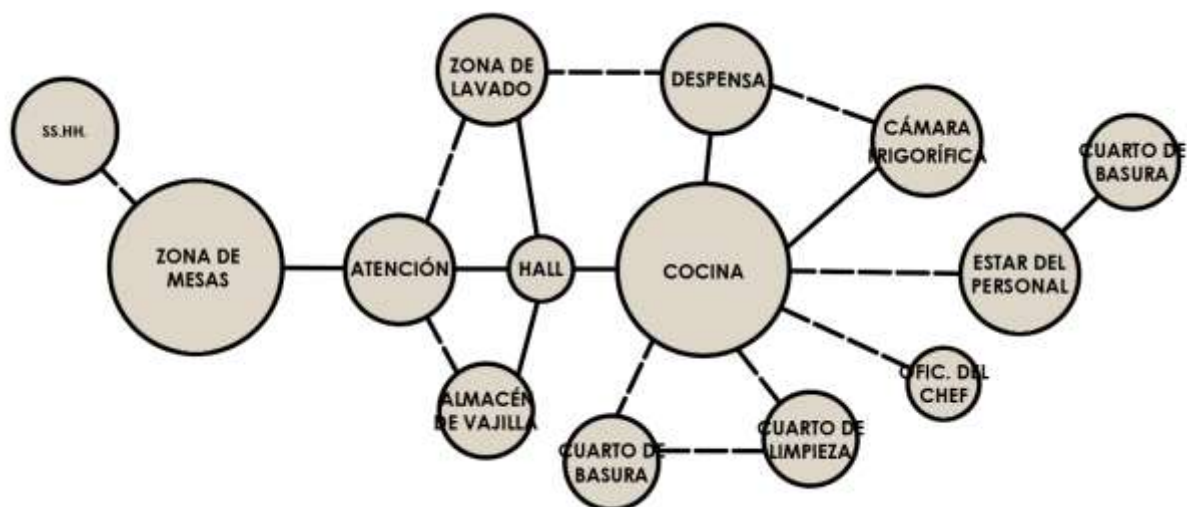 SS.HH.
ZONA DE
MESAS
ATENCIÓN
ZONA DE
LAVADO
HALL
ALMACÉN
DE VAJILLA
DESPENSA
CÁMARA
FRIGORÍFICA
COCINA
CUARTO DE
BASURA
ESTAR DEL
PERSONAL
OFIC. DEL
CHEF
CUARTO DE
LIMPIEZA
CUARTO DE
BASURA